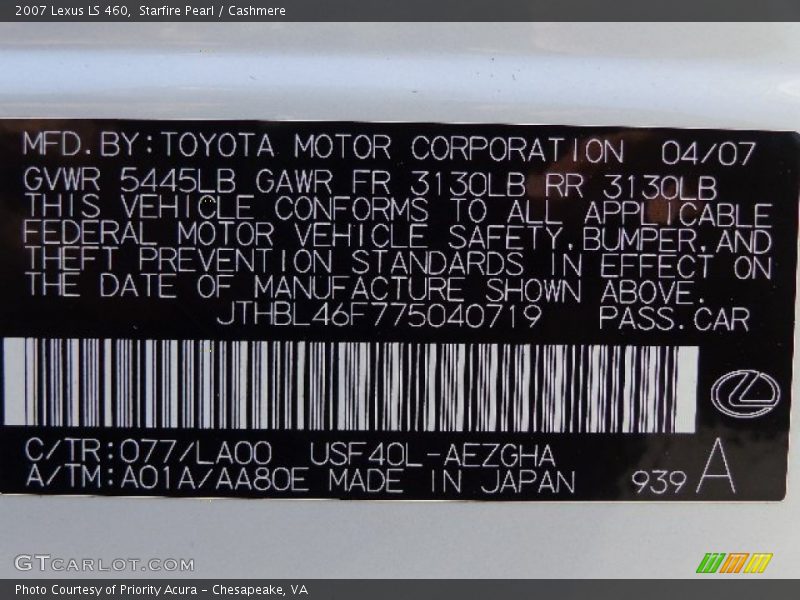 2007 Lexus LS 460, Starfire Pearl / Cashmere
MFD.BY:TOYOTA MOTOR CORPORATION 04/07
GVWR 5445LB GAWR FR 3130LB RR 3130LB
THIS VEHICLE CONFORMS TO ALL APPLICABLE
FEDERAL MOTOR VEHICLE SAFETY,BUMPER,AND
THEFT PREVENTION STANDARDS IN EFFECT ON
THE DATE OF MANUFACTURE SHOWN ABOVE.
JTHBL46F775040719 PASS.CAR
C/TR:077/LA00 USF40L-AEZGHA
A/TM:A01A/AA80E MADE IN JAPAN 939 A
GTCARLOT.COM
Photo Courtesy of Priority Acura - Chesapeake, VA